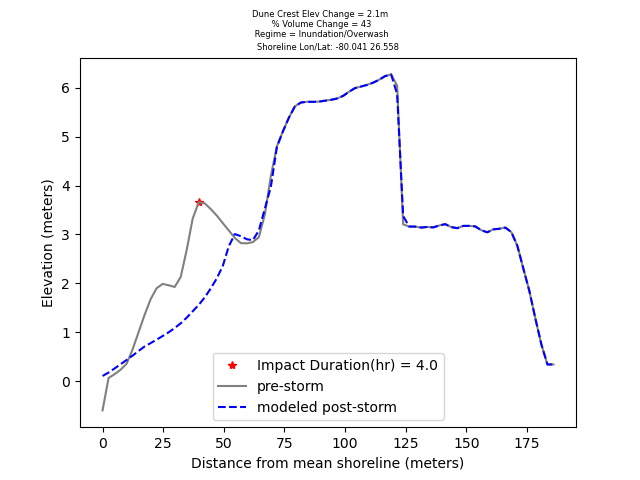 Dune Crest Elev Change = 2.1m
% Volume Change = 43
Regime = Inundation/Overwash
Shoreline Lon/Lat: -80.041 26.558
6
5
4
3
2
1
0
Elevation (meters)
Impact Duration(hr) = 4.0
pre-storm
modeled post-storm
0 25 50 75 100 125 150 175
Distance from mean shoreline (meters)